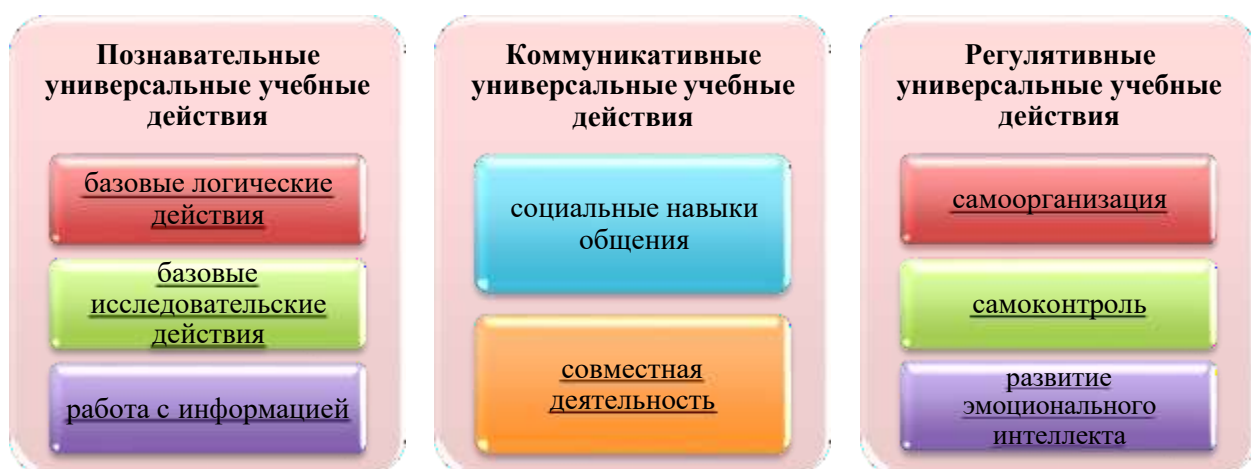 Познавательные
универсальные учебные
действия
базовые логические
действия
базовые
исследовательские
действия
работа с информацией
Коммуникативные
универсальные учебные
действия
социальные навыки
общения
совместная
деятельность
Регулятивные
универсальные учебные
действия
самоорганизация
самоконтроль
развитие
эмоционального
интеллекта